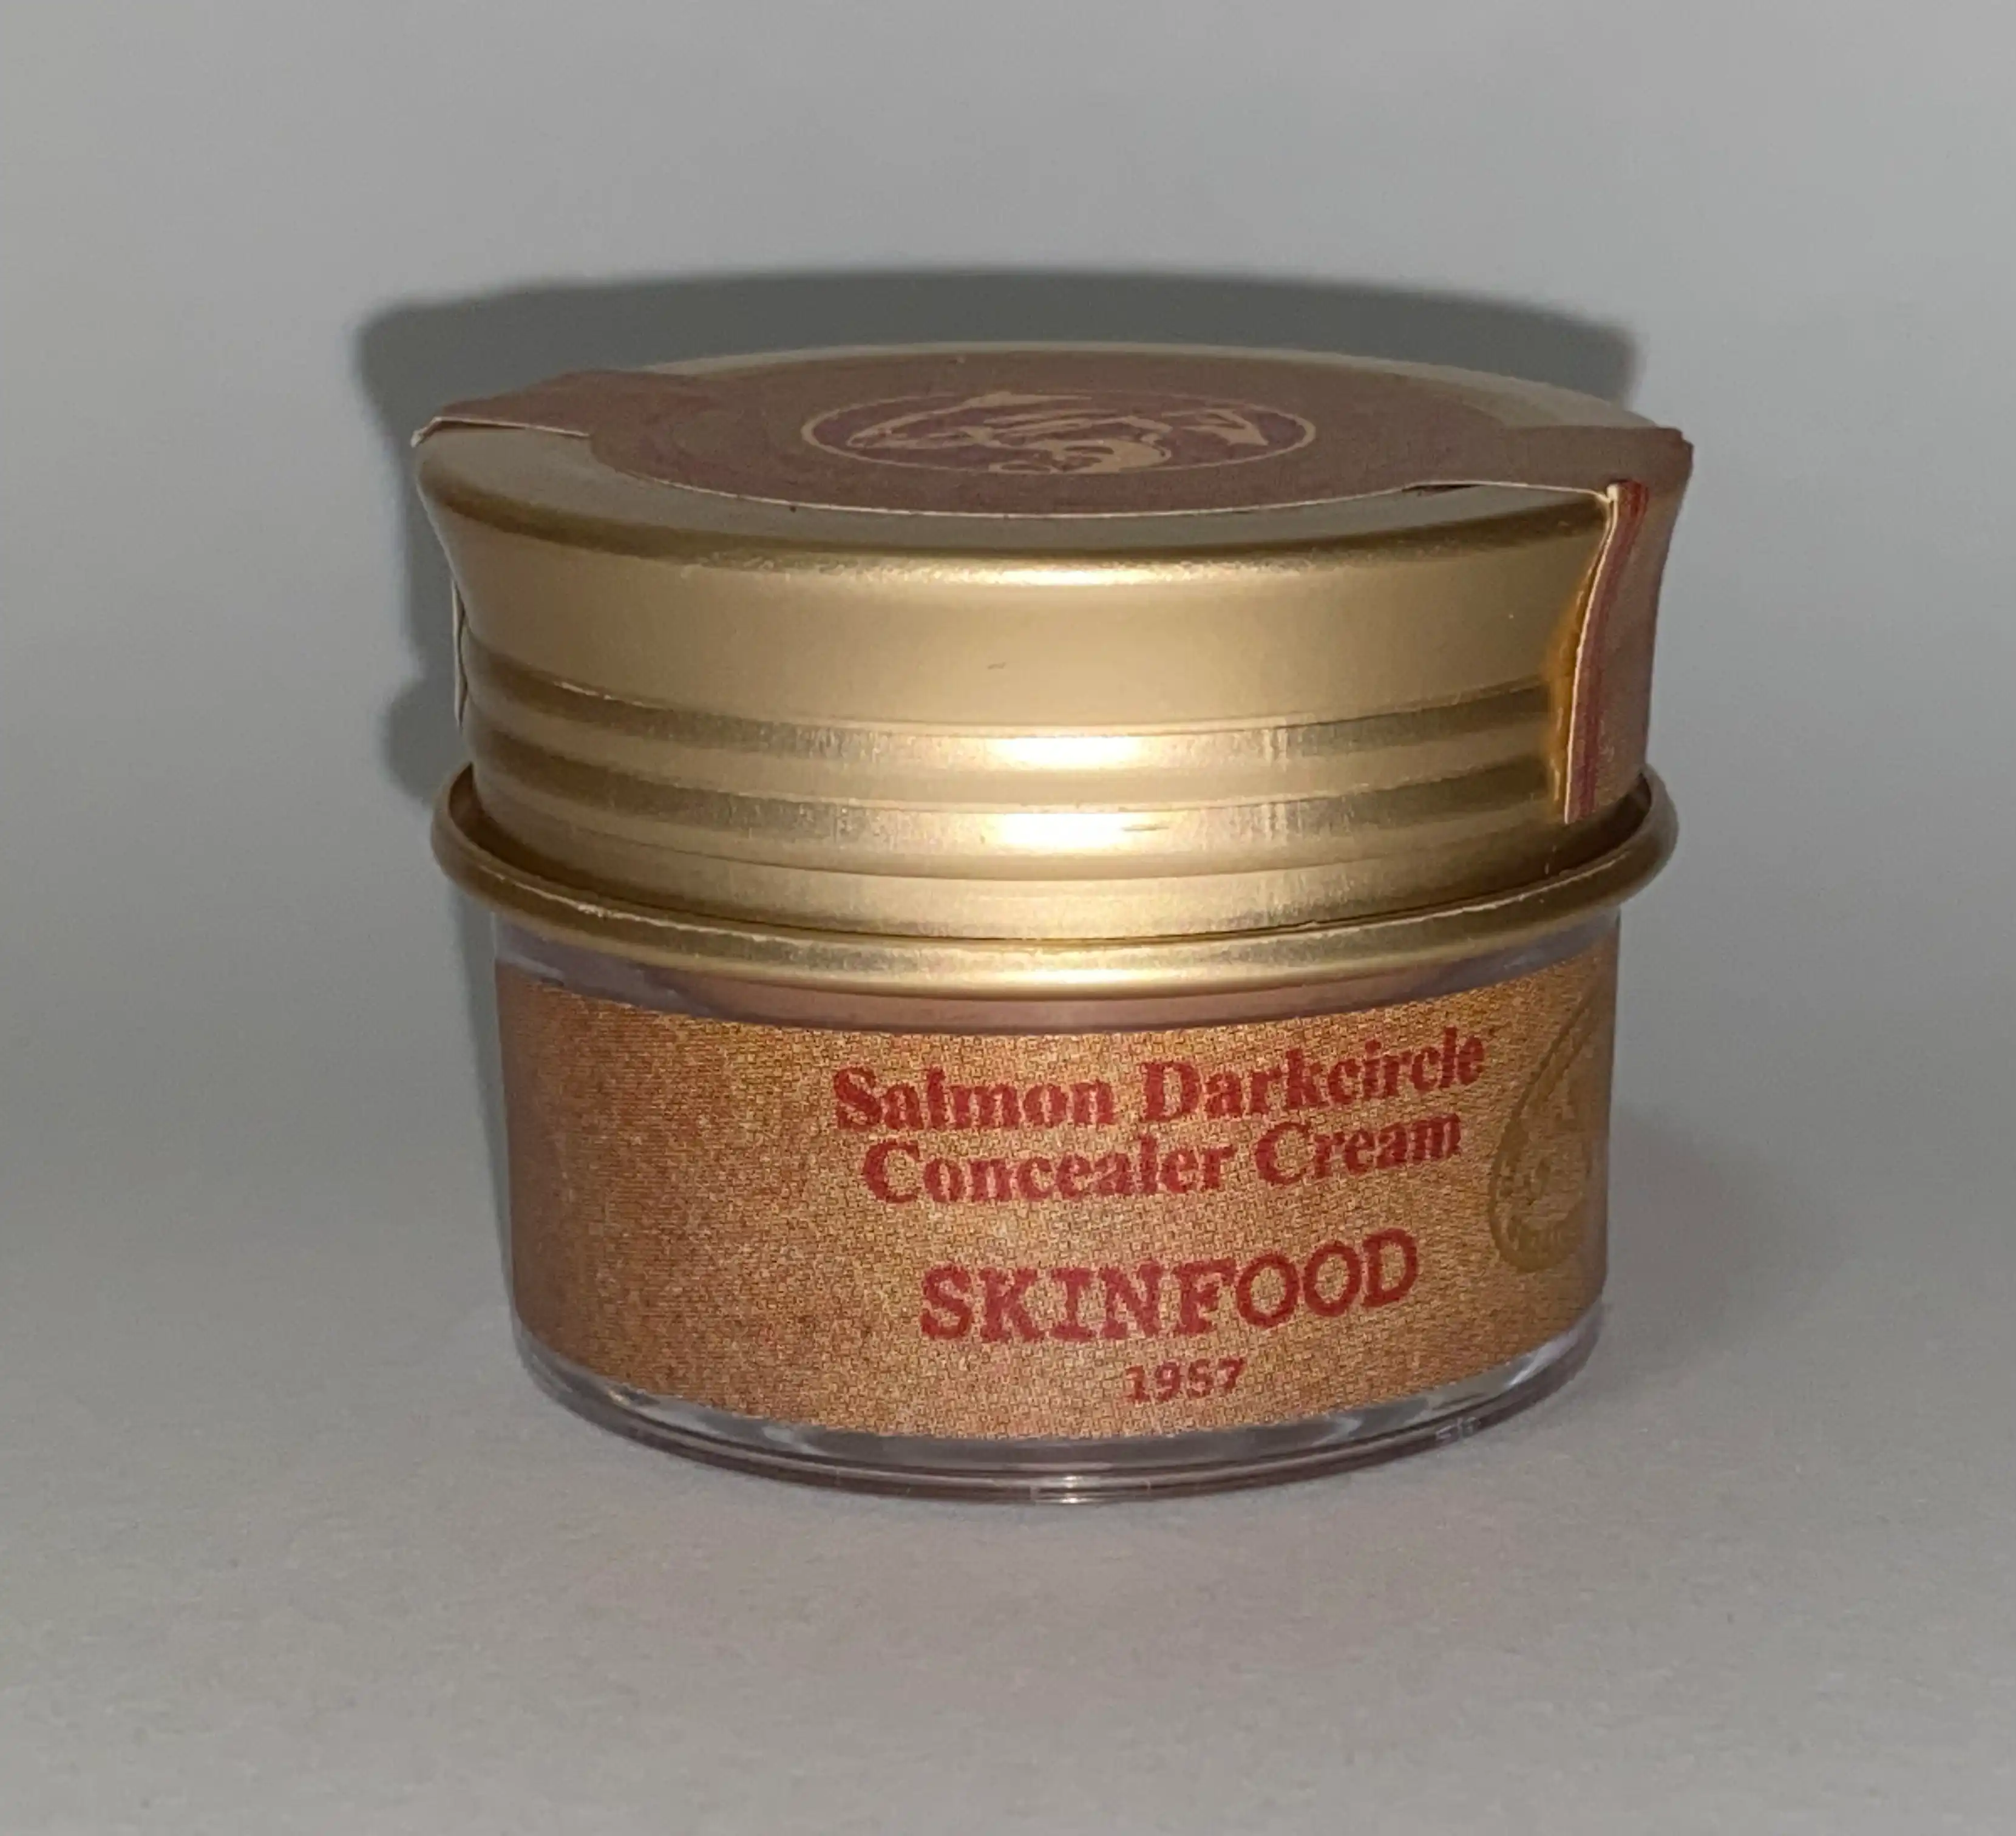 Salmon Darkcircle
Concealer Cream
SKINFOOD
1957